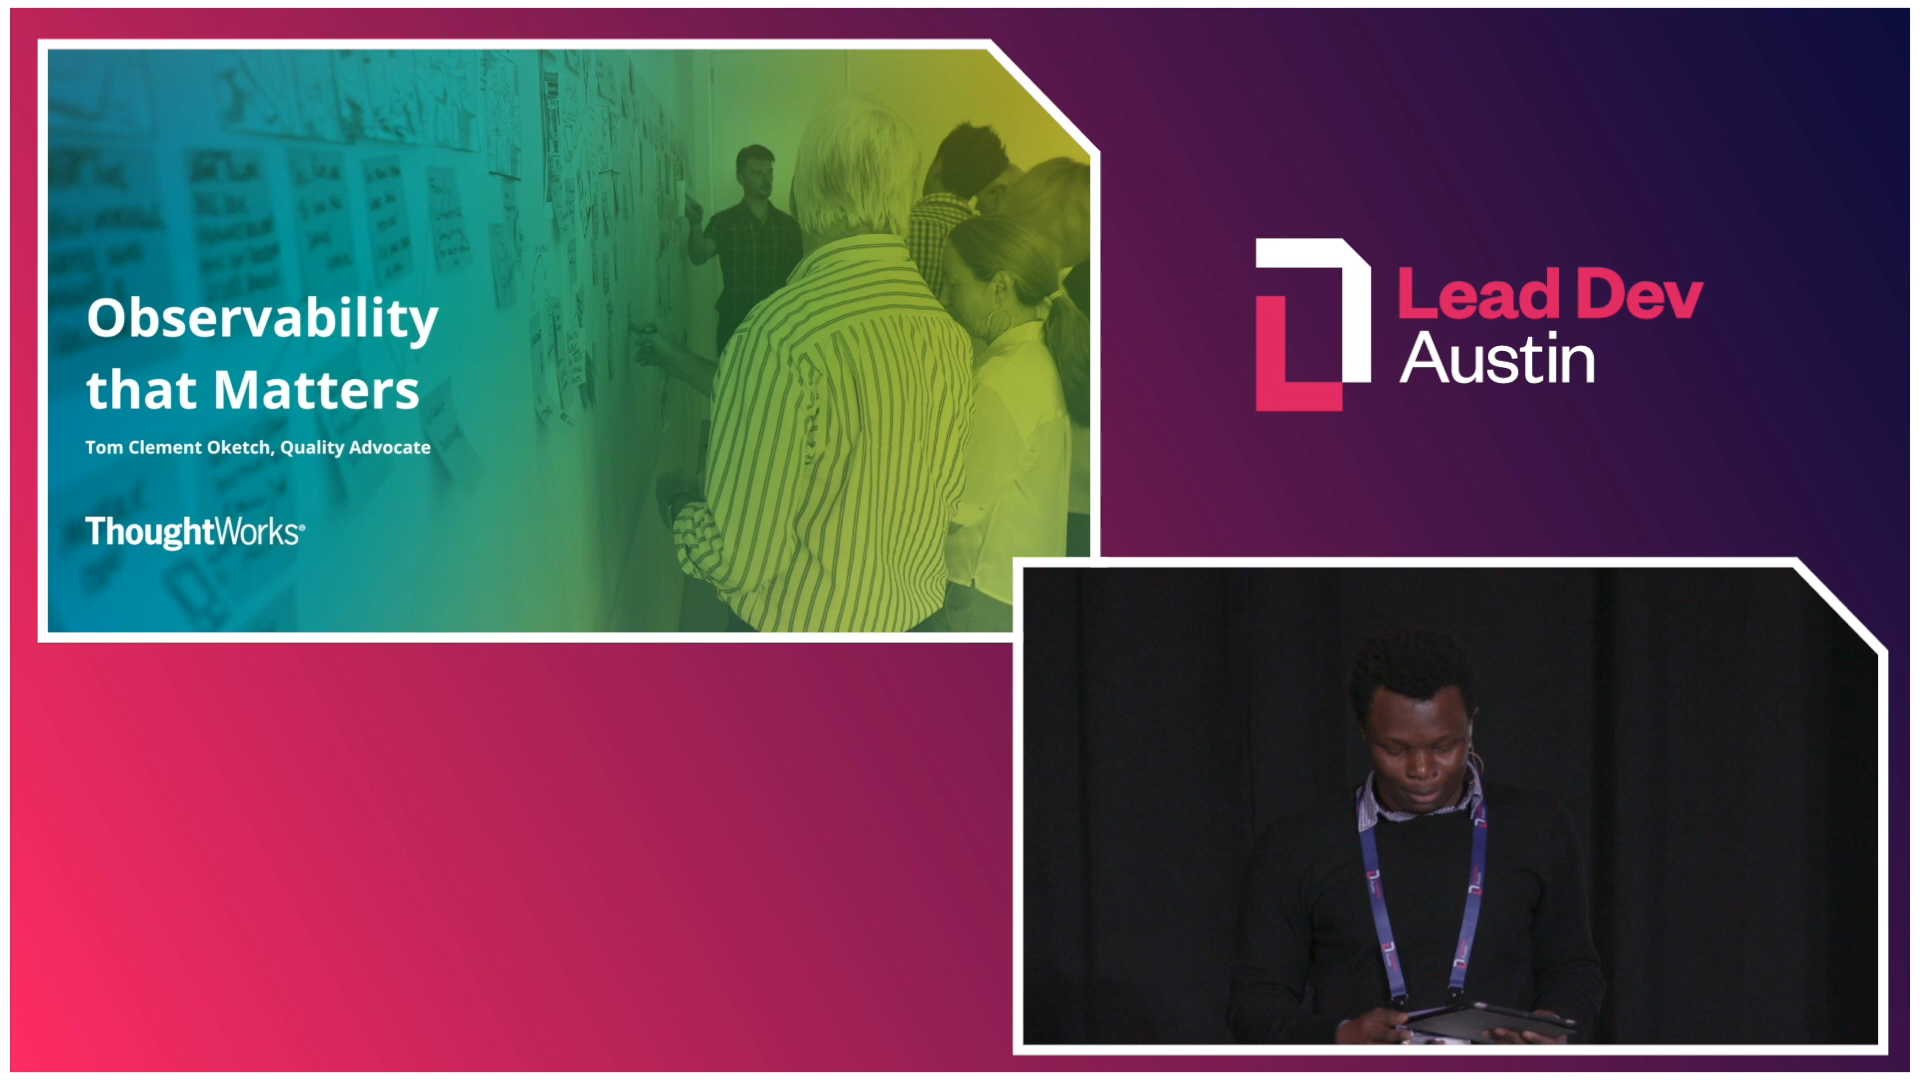 Observability
that Matters
Tom Clement Oketch, Quality Advocate
ThoughtWorks®
Lead Dev
Austin